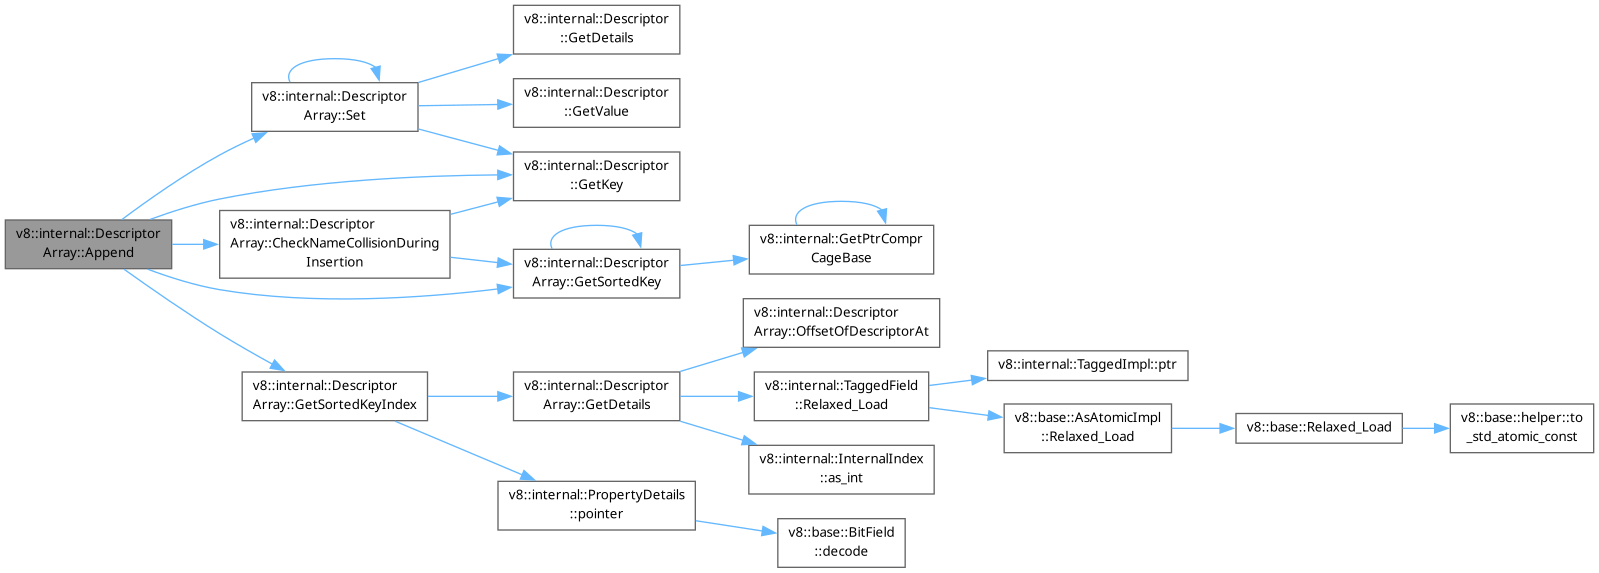 v8::internal::Descriptor
Array::Append
v8::internal::Descriptor
Array::Set
v8::internal::Descriptor
Array::CheckNameCollisionDuring
Insertion
v8::internal::Descriptor
Array::GetSortedKeyIndex
v8::internal::Descriptor
::GetDetails
v8::internal::Descriptor
::GetValue
v8::internal::Descriptor
::GetKey
v8::internal::Descriptor
Array::GetSortedKey
v8::internal::Descriptor
Array::GetDetails
v8::internal::PropertyDetails
::pointer
v8::internal::GetPtrCompr
CageBase
v8::internal::Descriptor
Array::OffsetOfDescriptorAt
v8::internal::TaggedField
::Relaxed_Load
v8::internal::InternalIndex
::as_int
v8::base::BitField
::decode
v8::internal::TaggedImpl::ptr
v8::base::AsAtomicImpl
::Relaxed_Load
v8::base::Relaxed_Load
v8::base::helper::to
_std_atomic_const